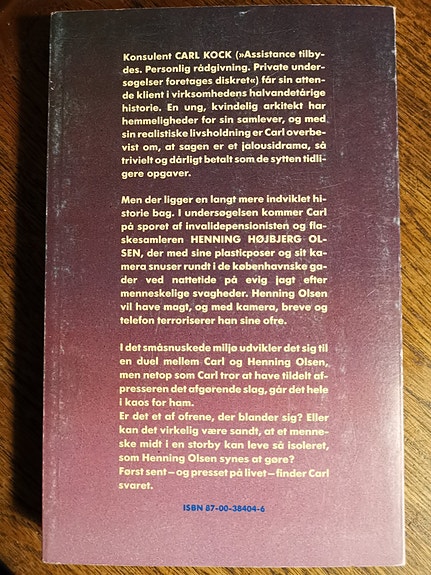 Konsulent CARL KOCK (»Assistance tilby-
des. Personlig rådgivning. Private under-
søgelser foretages diskret«) får sin atten-
de klient i virksomhedens halvandetårige
historie. En ung, kvindelig arkitekt har
hemmeligheder for sin samlever, og med
sin realistiske livsholdning er Carl overbe-
vist om, at sagen er et jalousidrama, så
trivielt og dårligt betalt som de sytten tidli-
gere opgaver.
Men der ligger en langt mere indviklet hi-
storie bag. I undersøgelsen kommer Carl
på sporet af invalidepensionisten og fla-
skesamleren HENNING HØJBJERG OL-
SEN, der med sine plasticposer og sit ka-
mera snuser rundt i de københavnske ga-
der ved nattetide på evig jagt efter
menneskelige svagheder. Henning Olsen
vil have magt, og med kamera, breve og
telefon terroriserer han sine ofre.
I det småsnuskede miljø udvikler det sig til
en duel mellem Carl og Henning Olsen,
men netop som Carl tror at have tildelt af-
presseren det afgørende slag, går det hele
i kaos for ham.
Er det et af ofrene, der blander sig? Eller
kan det virkelig være sandt, at et menne-
ske midt i en storby kan leve så isoleret,
som Henning Olsen synes at gøre?
Først sent – og presset på livet – finder Carl
svaret.
ISBN 87-00-38404-6